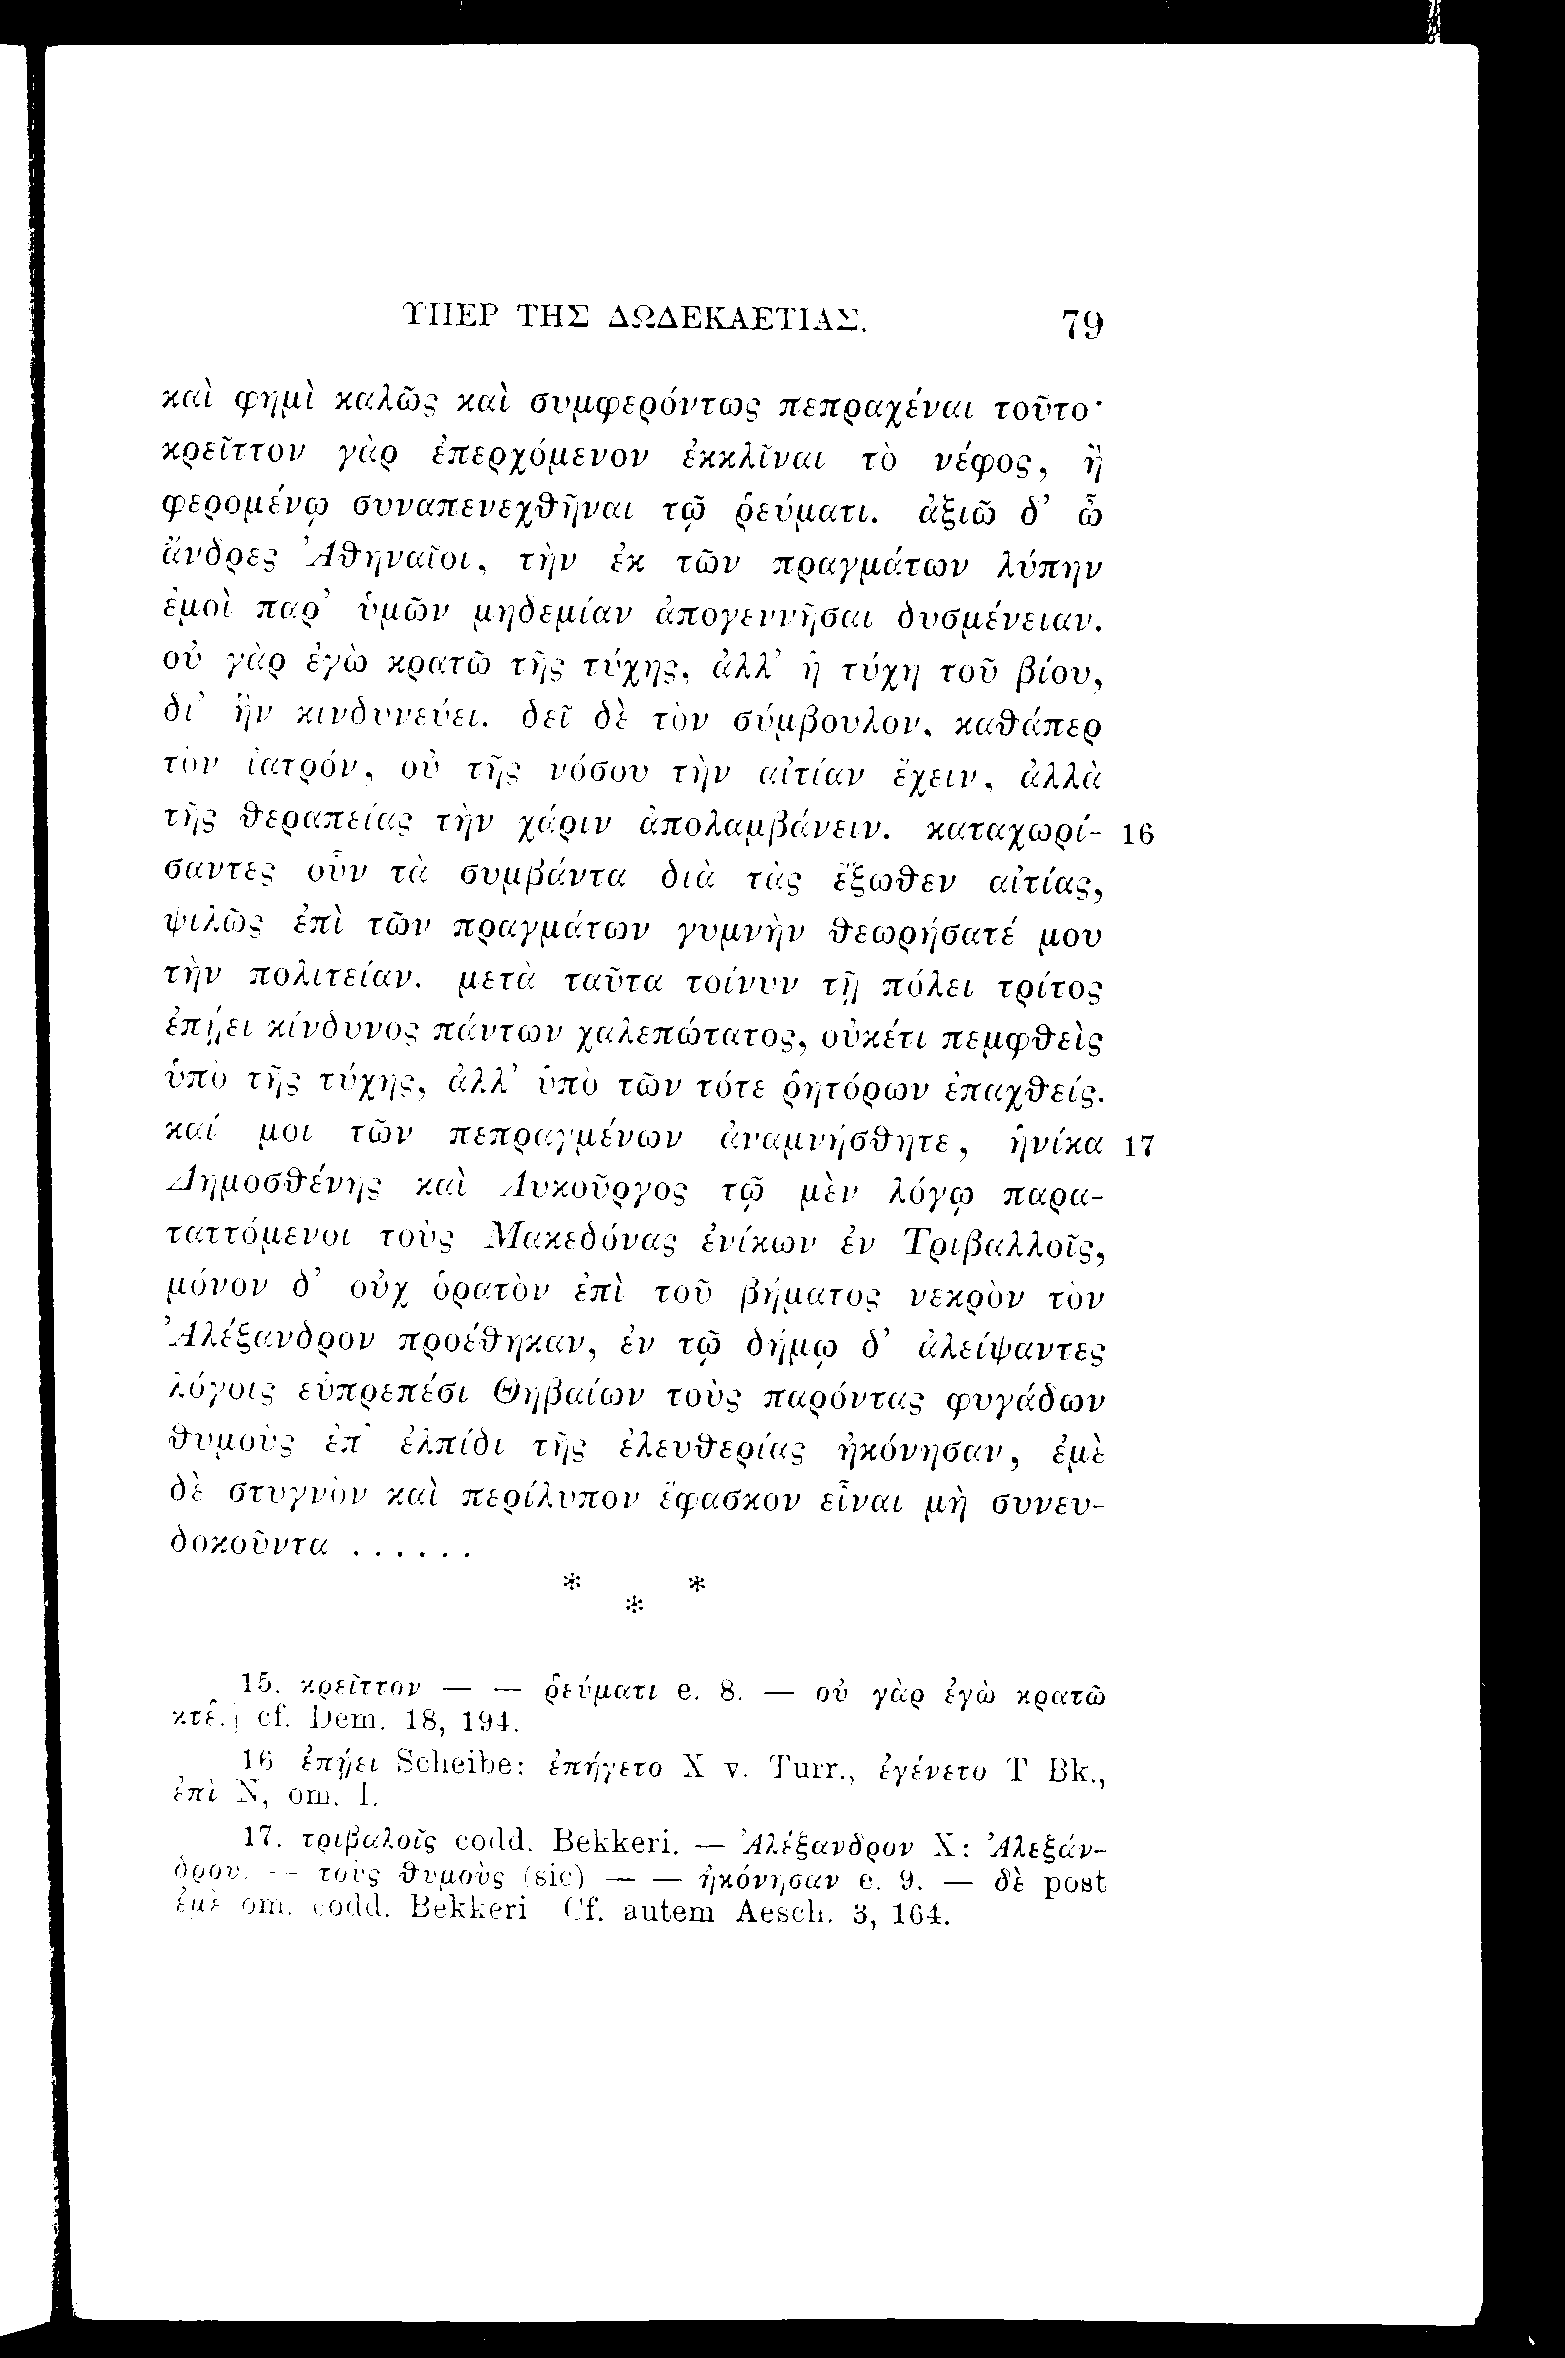 ΥΠΕΡ ΤΗΣ ΔΩΔΕΚΑΕΤΙΑΣ. 79
καὶ φημὶ καλῶς καὶ συμφερόντως πεπραχέναι τοῦτο·
κρεῖττον γὰρ ἐπερχόμενον ἐκκλῖναι τὸ νέφος, ἢ
φερομένῳ συναπενεχθῆναι τῷ ῥεύματι. ἀξιῶ δ’ ὦ
ἄνδρες Ἀθηναῖοι, τὴν ἐκ τῶν πραγμάτων λύπην
ἐμοὶ παρ’ ὑμῶν μηδεμίαν ἀπογεννῆσαι δυσμένειαν.
οὐ γὰρ ἐγὼ κρατῶ τῆς τύχης, ἀλλ’ ἡ τύχη τοῦ βίου,
δι’ ἣν κινδυνεύει. δεῖ δὲ τὸν σύμβουλον, καθάπερ
τὸν ἰατρόν, οὐ τῆς νόσου τὴν αἰτίαν ἔχειν, ἀλλὰ
τῆς θεραπείας τὴν χάριν ἀπολαμβάνειν. καταχωρί- 16
σαντες οὖν τὰ συμβάντα διὰ τὰς ἔξωθεν αἰτίας,
ψιλῶς ἐπὶ τῶν πραγμάτων γυμνὴν θεωρήσατέ μου
τὴν πολιτείαν. μετὰ ταῦτα τοίνυν τῇ πόλει τρίτος
ἐπῄει κίνδυνος πάντων χαλεπώτατος, οὐκέτι πεμφθεὶς
ὑπὸ τῆς τύχης, ἀλλ’ ὑπὸ τῶν τότε ῥητόρων ἐπαχθείς.
καί μοι τῶν πεπραγμένων ἀναμνήσθητε, ἡνίκα 17
Δημοσθένης καὶ Λυκοῦργος τῷ μὲν λόγῳ παρα-
ταττόμενοι τοὺς Μακεδόνας ἐνίκων ἐν Τριβαλλοῖς,
μόνον δ’ οὐχ ὁρατὸν ἐπὶ τοῦ βήματος νεκρὸν τὸν
Ἀλέξανδρον προέθηκαν, ἐν τῷ δήμῳ δ’ ἀλείψαντες
λόγοις εὐπρεπέσι Θηβαίων τοὺς παρόντας φυγάδων
θυμοὺς ἐπ’ ἐλπίδι τῆς ἐλευθερίας ἠκόνησαν, ἐμὲ
δὲ στυγνὸν καὶ περίλυπον ἔφασκον εἶναι μὴ συνευ-
δοκοῦντα ......
* * *
15. κρεῖττον — — ῥεύματι e. 8. — οὐ γὰρ ἐγὼ κρατῶ
κτέ.] cf. Dem. 18, 194.
16 ἐπῄει Scheibe: ἐπήγετο X v. Turr., ἐγένετο T Bk.,
ἐπὶ N, om. l.
17. τριβαλοῖς codd. Bekkeri. — Ἀλέξανδρον X: Ἀλεξάν-
δρου. — τοὺς θυμοὺς (sic) — — ἠκόνησαν e. 9. — δὲ post
ἐμὲ om. codd. Bekkeri Cf. autem Aesch. 3, 164.